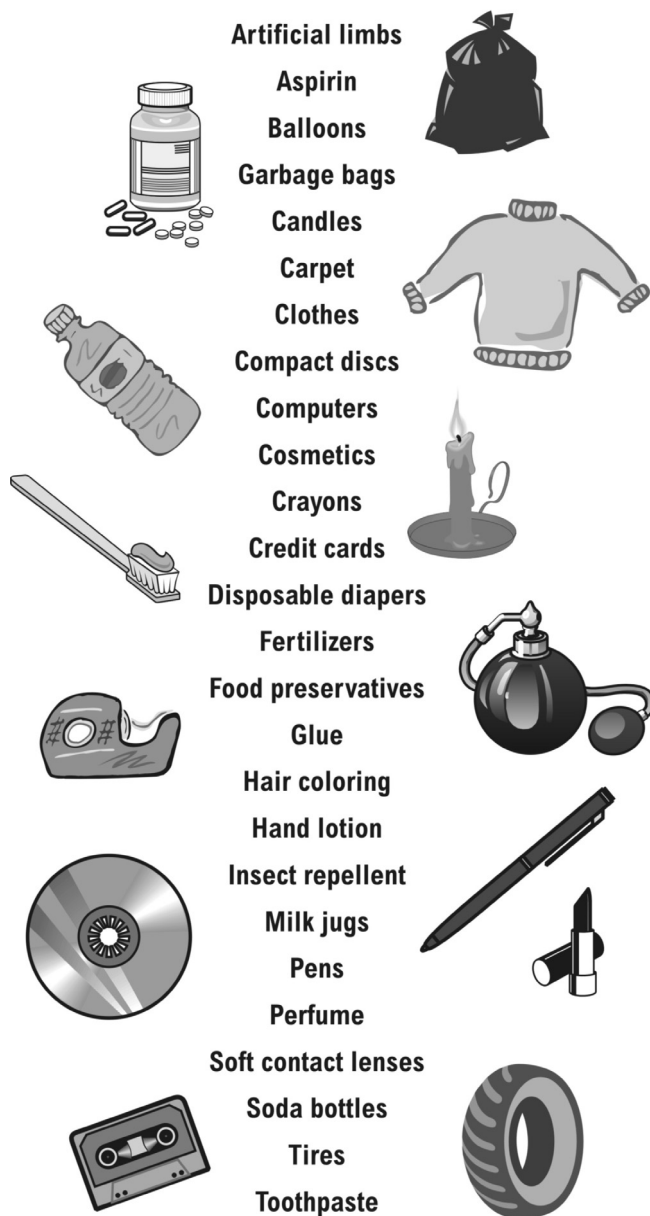 Artificial limbs
Aspirin
Balloons
Garbage bags
Candles
Carpet
Clothes
Compact discs
Computers
Cosmetics
Crayons
Credit cards
Disposable diapers
Fertilizers
Food preservatives
Glue
Hair coloring
Hand lotion
Insect repellent
Milk jugs
Pens
Perfume
Soft contact lenses
Soda bottles
Tires
Toothpaste